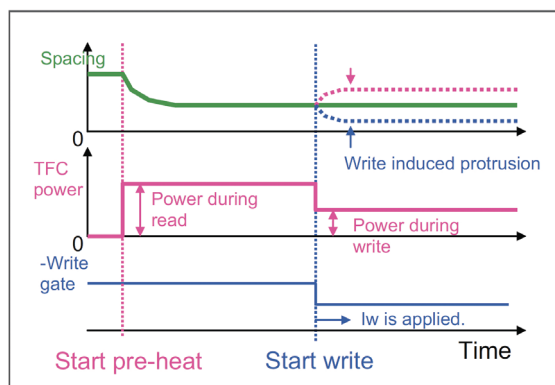 Spacing
0
Write induced protrusion
TFC
power
Power during
read
Power during
write
0
-Write
gate
Iw is applied.
Time
Start pre-heat
Start write